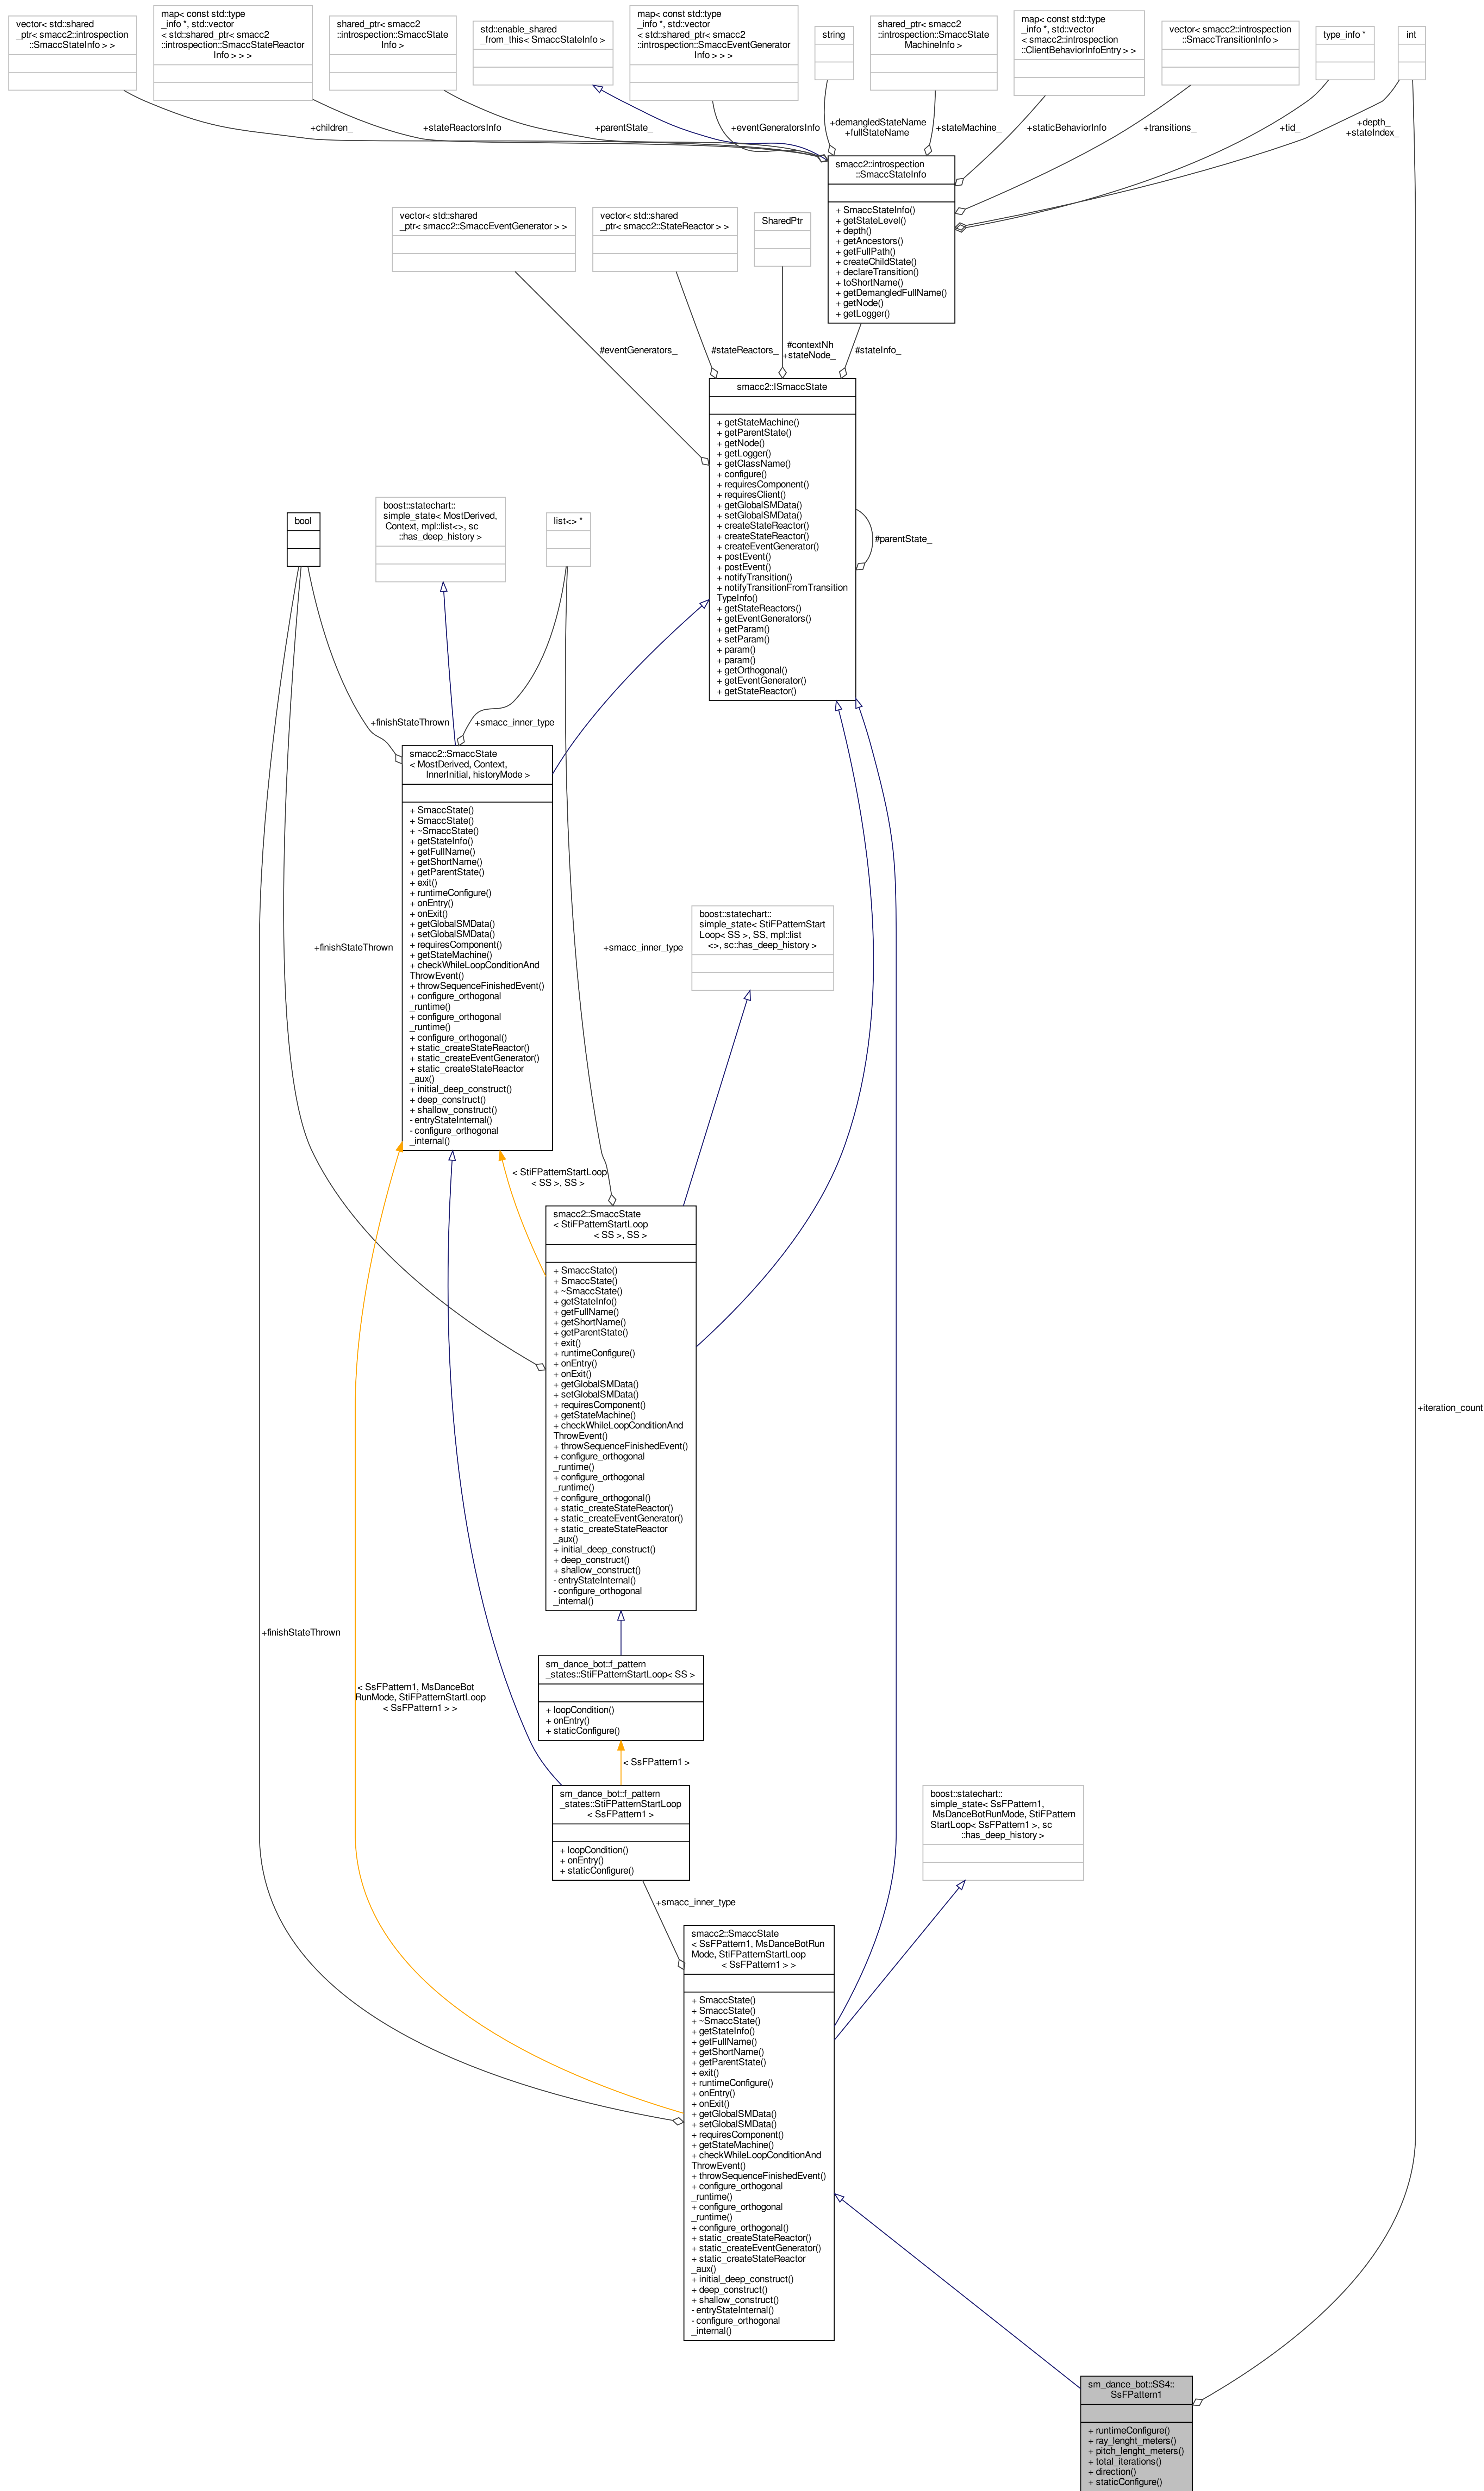 vector< std::shared
_ptr< smacc2::introspection
::SmaccStateInfo > >
map< const std::type
_info *, std::vector
< std::shared_ptr< smacc2
::introspection::SmaccStateReactor
Info > > >
shared_ptr< smacc2
::introspection::SmaccState
Info >
std::enable_shared
_from_this< SmaccStateInfo >
map< const std::type
_info *, std::vector
< std::shared_ptr< smacc2
::introspection::SmaccEventGenerator
Info > > >
string
shared_ptr< smacc2
::introspection::SmaccState
MachineInfo >
map< const std::type
_info *, std::vector
< smacc2::introspection
::ClientBehaviorInfoEntry > >
vector< smacc2::introspection
::SmaccTransitionInfo >
type_info *
int
+children_
+stateReactorsInfo
+parentState_
+eventGeneratorsInfo
+demangledStateName
+fullStateName
+stateMachine_
+staticBehaviorInfo
+transitions_
+tid_
+depth_
+stateIndex_
smacc2::introspection
::SmaccStateInfo
+ SmaccStateInfo()
+ getStateLevel()
+ depth()
+ getAncestors()
+ getFullPath()
+ createChildState()
+ declareTransition()
+ toShortName()
+ getDemangledFullName()
+ getNode()
+ getLogger()
vector< std::shared
_ptr< smacc2::SmaccEventGenerator > >
vector< std::shared
_ptr< smacc2::StateReactor > >
SharedPtr
#eventGenerators_
#stateReactors_
#contextNh
+stateNode_
#stateInfo_
smacc2::ISmaccState
+ getStateMachine()
+ getParentState()
+ getNode()
+ getLogger()
+ getClassName()
+ configure()
+ requiresComponent()
+ requiresClient()
+ getGlobalSMData()
+ setGlobalSMData()
+ createStateReactor()
+ createStateReactor()
+ createEventGenerator()
+ postEvent()
+ postEvent()
+ notifyTransition()
+ notifyTransitionFromTransition
TypeInfo()
+ getStateReactors()
+ getEventGenerators()
+ getParam()
+ setParam()
+ param()
+ param()
+ getOrthogonal()
+ getEventGenerator()
+ getStateReactor()
#parentState_
bool
boost::statechart::
simple_state< MostDerived,
Context, mpl::list<>, sc
::has_deep_history >
list<> *
+finishStateThrown
+smacc_inner_type
smacc2::SmaccState
< MostDerived, Context,
InnerInitial, historyMode >
+ SmaccState()
+ SmaccState()
+ ~SmaccState()
+ getStateInfo()
+ getFullName()
+ getShortName()
+ getParentState()
+ exit()
+ runtimeConfigure()
+ onEntry()
+ onExit()
+ getGlobalSMData()
+ setGlobalSMData()
+ requiresComponent()
+ getStateMachine()
+ checkWhileLoopConditionAnd
ThrowEvent()
+ throwSequenceFinishedEvent()
+ configure_orthogonal
_runtime()
+ configure_orthogonal
_runtime()
+ configure_orthogonal()
+ static_createStateReactor()
+ static_createEventGenerator()
+ static_createStateReactor
_aux()
+ initial_deep_construct()
+ deep_construct()
+ shallow_construct()
- entryStateInternal()
- configure_orthogonal
_internal()
+finishStateThrown
+smacc_inner_type
boost::statechart::
simple_state< StiFPatternStart
Loop< SS >, SS, mpl::list
<>, sc::has_deep_history >
< StiFPatternStartLoop
< SS >, SS >
smacc2::SmaccState
< StiFPatternStartLoop
< SS >, SS >
+ SmaccState()
+ SmaccState()
+ ~SmaccState()
+ getStateInfo()
+ getFullName()
+ getShortName()
+ getParentState()
+ exit()
+ runtimeConfigure()
+ onEntry()
+ onExit()
+ getGlobalSMData()
+ setGlobalSMData()
+ requiresComponent()
+ getStateMachine()
+ checkWhileLoopConditionAnd
ThrowEvent()
+ throwSequenceFinishedEvent()
+ configure_orthogonal
_runtime()
+ configure_orthogonal
_runtime()
+ configure_orthogonal()
+ static_createStateReactor()
+ static_createEventGenerator()
+ static_createStateReactor
_aux()
+ initial_deep_construct()
+ deep_construct()
+ shallow_construct()
- entryStateInternal()
- configure_orthogonal
_internal()
+iteration_count
+finishStateThrown
< SsFPattern1, MsDanceBot
RunMode, StiFPatternStartLoop
< SsFPattern1 > >
sm_dance_bot::f_pattern
_states::StiFPatternStartLoop< SS >
+ loopCondition()
+ onEntry()
+ staticConfigure()
< SsFPattern1 >
sm_dance_bot::f_pattern
_states::StiFPatternStartLoop
< SsFPattern1 >
+ loopCondition()
+ onEntry()
+ staticConfigure()
boost::statechart::
simple_state< SsFPattern1,
MsDanceBotRunMode, StiFPattern
StartLoop< SsFPattern1 >, sc
::has_deep_history >
+smacc_inner_type
smacc2::SmaccState
< SsFPattern1, MsDanceBotRun
Mode, StiFPatternStartLoop
< SsFPattern1 > >
+ SmaccState()
+ SmaccState()
+ ~SmaccState()
+ getStateInfo()
+ getFullName()
+ getShortName()
+ getParentState()
+ exit()
+ runtimeConfigure()
+ onEntry()
+ onExit()
+ getGlobalSMData()
+ setGlobalSMData()
+ requiresComponent()
+ getStateMachine()
+ checkWhileLoopConditionAnd
ThrowEvent()
+ throwSequenceFinishedEvent()
+ configure_orthogonal
_runtime()
+ configure_orthogonal
_runtime()
+ configure_orthogonal()
+ static_createStateReactor()
+ static_createEventGenerator()
+ static_createStateReactor
_aux()
+ initial_deep_construct()
+ deep_construct()
+ shallow_construct()
- entryStateInternal()
- configure_orthogonal
_internal()
sm_dance_bot::SS4::
SsFPattern1
+ runtimeConfigure()
+ ray_lenght_meters()
+ pitch_lenght_meters()
+ total_iterations()
+ direction()
+ staticConfigure()